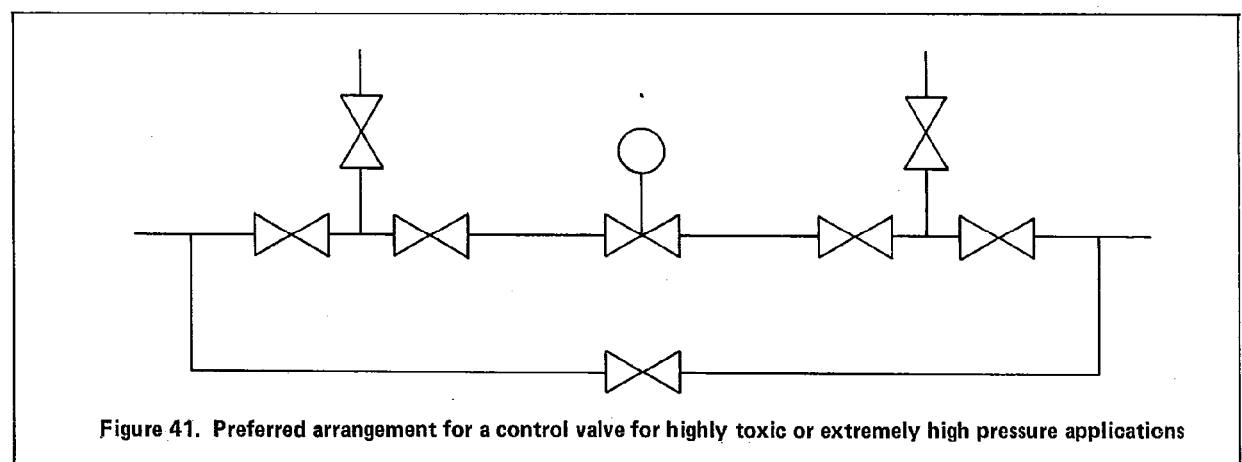 Figure 41. Preferred arrangement for a control valve for highly toxic or extremely high pressure applications